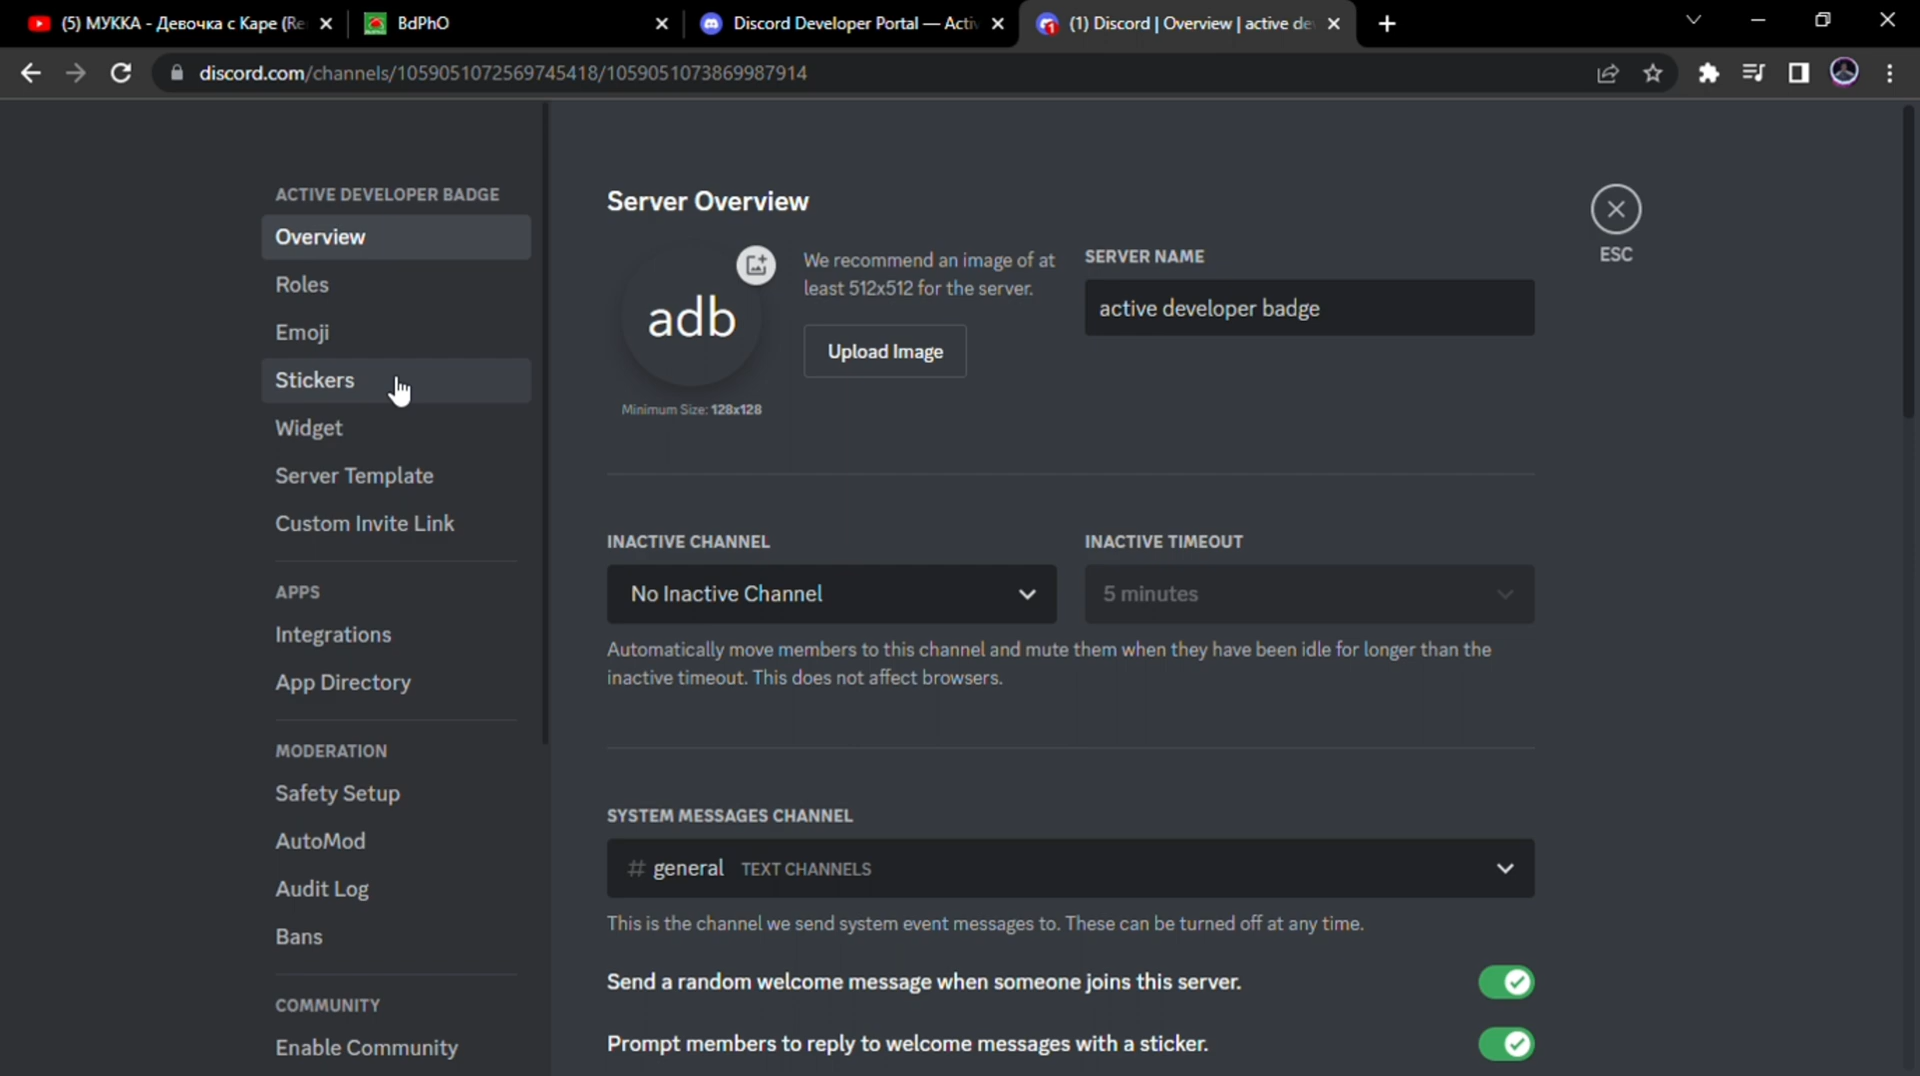 (5) МУККА - Девочка с Каре (Re
BdPhO
Discord Developer Portal — Activ
(1) Discord | Overview | active de
discord.com/channels/1059051072569745418/1059051073869987914
ACTIVE DEVELOPER BADGE
Overview
Roles
Emoji
Stickers
Widget
Server Template
Custom Invite Link
APPS
Integrations
App Directory
MODERATION
Safety Setup
AutoMod
Audit Log
Bans
COMMUNITY
Enable Community
Server Overview
adb
Minimum Size: 128x128
We recommend an image of at
least 512x512 for the server.
Upload Image
SERVER NAME
active developer badge
ESC
INACTIVE CHANNEL
No Inactive Channel
INACTIVE TIMEOUT
5 minutes
Automatically move members to this channel and mute them when they have been idle for longer than the
inactive timeout. This does not affect browsers.
SYSTEM MESSAGES CHANNEL
# general TEXT CHANNELS
This is the channel we send system event messages to. These can be turned off at any time.
Send a random welcome message when someone joins this server.
Prompt members to reply to welcome messages with a sticker.